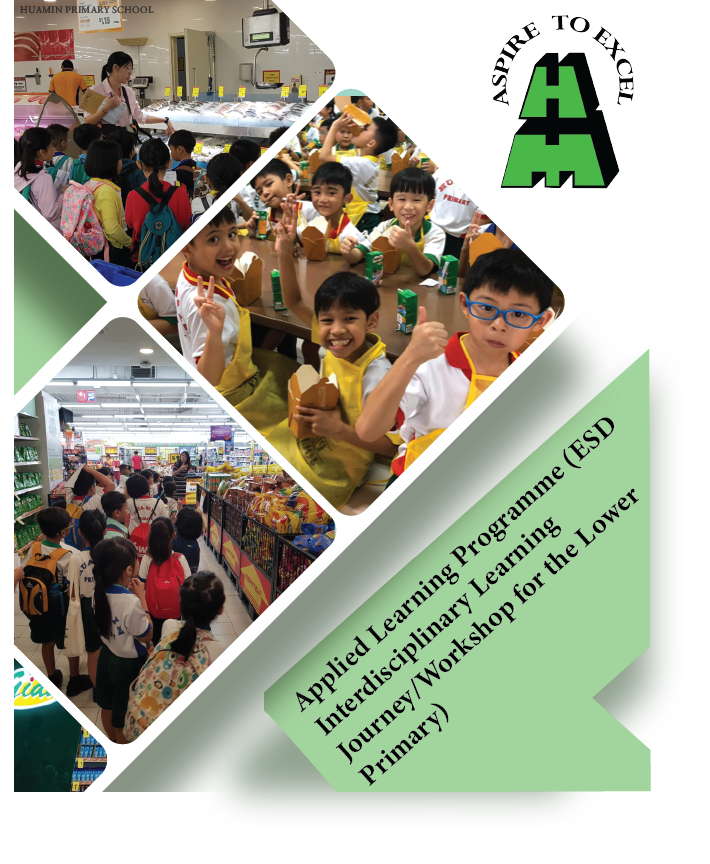 HUAMIN PRIMARY SCHOOL
ASPIRE TO EXCEL
Applied Learning Programme (ESD
Interdisciplinary Learning
Journey/Workshop for the Lower
Primary)